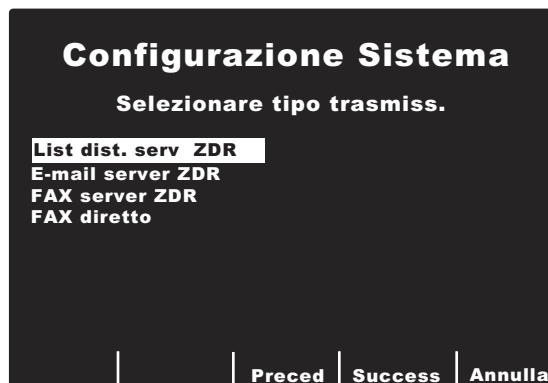 Configurazione Sistema
Selezionare tipo trasmiss.
List dist. serv ZDR
E-mail server ZDR
FAX server ZDR
FAX diretto
Preced Success Annulla